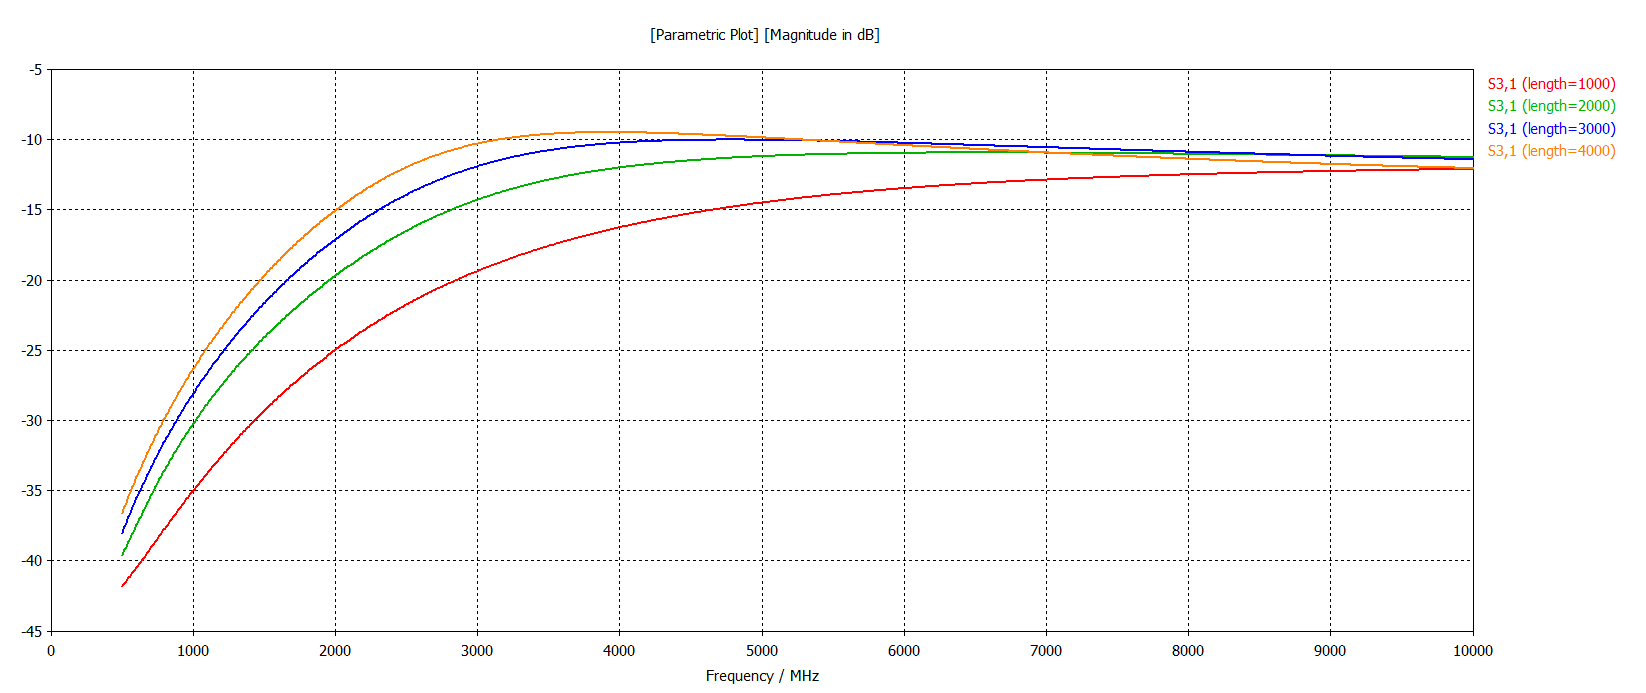 [Parametric Plot] [Magnitude in dB]
-5
-10
-15
-20
-25
-30
-35
-40
-45
0 1000 2000 3000 4000 5000 6000 7000 8000 9000 10000
Frequency / MHz
S3,1 (length=1000)
S3,1 (length=2000)
S3,1 (length=3000)
S3,1 (length=4000)